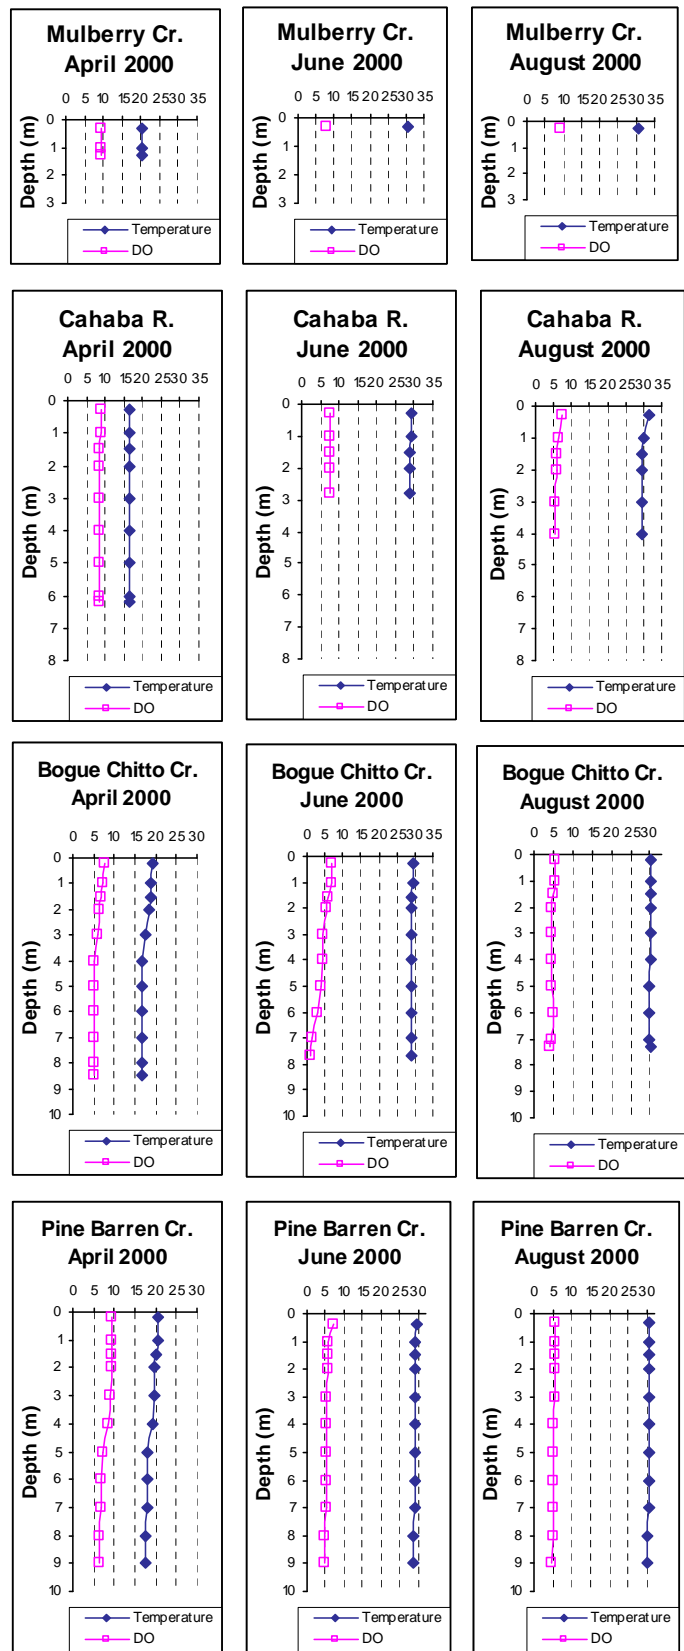 Mulberry Cr.
April 2000
0 5 10 15 20 25 30 35
Depth (m)
0
1
2
3
Temperature
DO
Mulberry Cr.
June 2000
0 5 10 15 20 25 30 35
Depth (m)
0
1
2
3
Temperature
DO
Mulberry Cr.
August 2000
0 5 10 15 20 25 30 35
Depth (m)
0
1
2
3
Temperature
DO
Cahaba R.
April 2000
0 5 10 15 20 25 30 35
Depth (m)
0
1
2
3
4
5
6
7
8
Temperature
DO
Cahaba R.
June 2000
0 5 10 15 20 25 30 35
Depth (m)
0
1
2
3
4
5
6
7
8
Temperature
DO
Cahaba R.
August 2000
0 5 10 15 20 25 30 35
Depth (m)
0
1
2
3
4
5
6
7
8
Temperature
DO
Bogue Chitto Cr.
April 2000
0 5 10 15 20 25 30
Depth (m)
0
1
2
3
4
5
6
7
8
9
10
Temperature
DO
Bogue Chitto Cr.
June 2000
0 5 10 15 20 25 30 35
Depth (m)
0
1
2
3
4
5
6
7
8
9
10
Temperature
DO
Bogue Chitto Cr.
August 2000
0 5 10 15 20 25 30
Depth (m)
0
1
2
3
4
5
6
7
8
9
10
Temperature
DO
Pine Barren Cr.
April 2000
0 5 10 15 20 25 30
Depth (m)
0
1
2
3
4
5
6
7
8
9
10
Temperature
DO
Pine Barren Cr.
June 2000
0 5 10 15 20 25 30
Depth (m)
0
1
2
3
4
5
6
7
8
9
10
Temperature
DO
Pine Barren Cr.
August 2000
0 5 10 15 20 25 30
Depth (m)
0
1
2
3
4
5
6
7
8
9
10
Temperature
DO